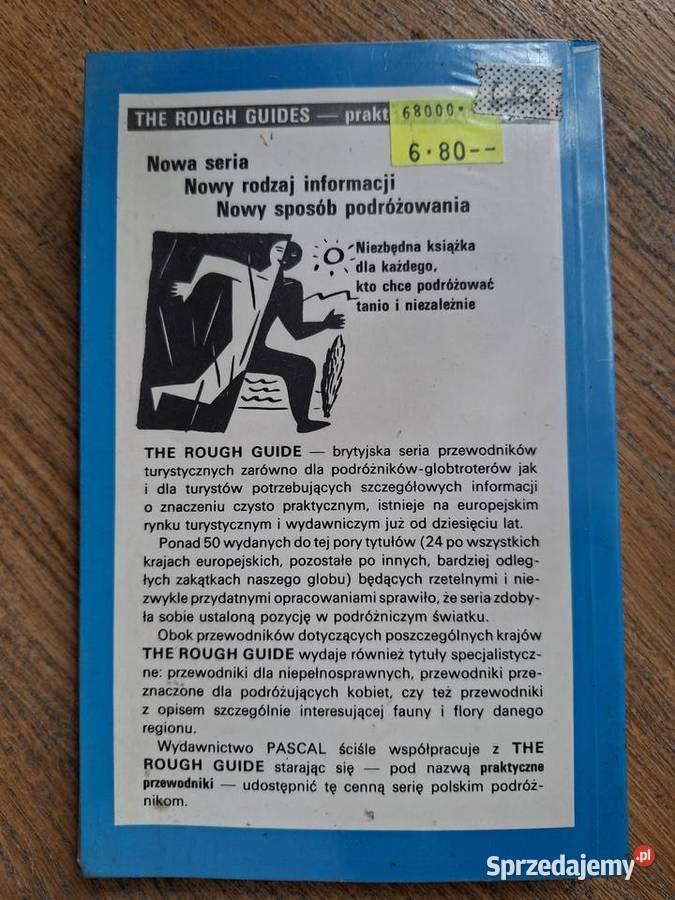 THE ROUGH GUIDES — prakt
68000.
6.80--
Nowa seria
Nowy rodzaj informacji
Nowy sposób podróżowania
Niezbędna książka
dla każdego,
kto chce podróżować
tanio i niezależnie
THE ROUGH GUIDE — brytyjska seria przewodników
turystycznych zarówno dla podróżników-globtroterów jak
i dla turystów potrzebujących szczegółowych informacji
o znaczeniu czysto praktycznym, istnieje na europejskim
rynku turystycznym i wydawniczym już od dziesięciu lat.
Ponad 50 wydanych do tej pory tytułów (24 po wszystkich
krajach europejskich, pozostałe po innych, bardziej odleg-
łych zakątkach naszego globu) będących rzetelnymi i nie-
zwykle przydatnymi opracowaniami sprawiło, że seria zdoby-
ła sobie ustaloną pozycję w podróżniczym światku.
Obok przewodników dotyczących poszczególnych krajów
THE ROUGH GUIDE wydaje również tytuły specjalistycz-
ne: przewodniki dla niepełnosprawnych, przewodniki prze-
znaczone dla podróżujących kobiet, czy też przewodniki
z opisem szczególnie interesującej fauny i flory danego
regionu.
Wydawnictwo PASCAL ściśle współpracuje z THE
ROUGH GUIDE starając się — pod nazwą praktyczne
przewodniki — udostępnić tę cenną serię polskim podróż-
nikom.
Sprzedajemy.pl